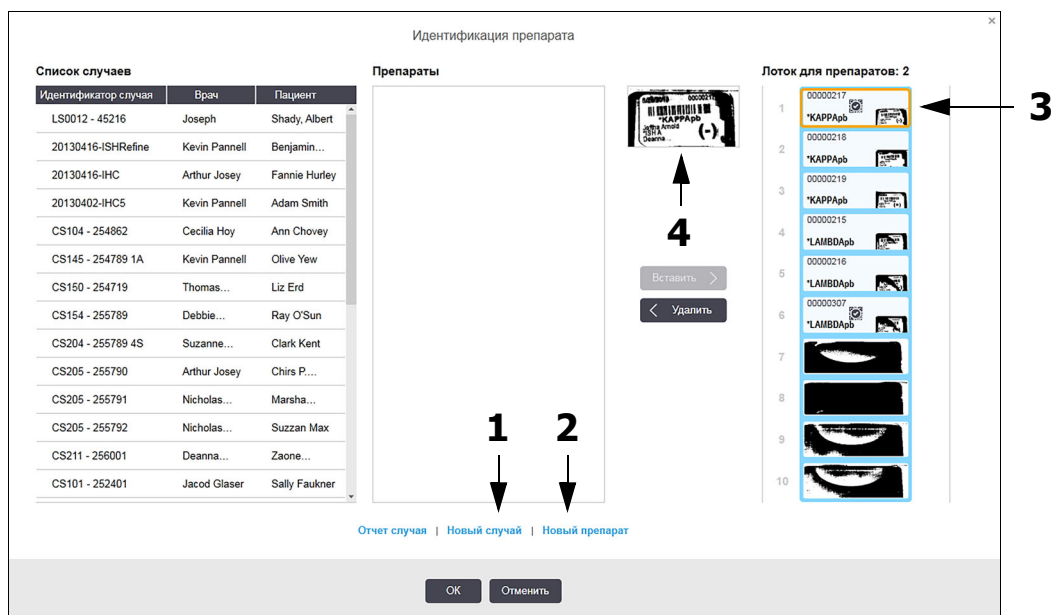 ×
Идентификация препарата
Список случаев
Идентификатор случая Врач Пациент
LS0012 - 45216 Joseph Shady, Albert
20130416-ISHRefine Kevin Pannell Benjamin...
20130416-IHC Arthur Josey Fannie Hurley
20130402-IHC5 Kevin Pannell Adam Smith
CS104 - 254862 Cecilia Hoy Ann Chovey
CS145 - 254789 1A Kevin Pannell Olive Yew
CS150 - 254719 Thomas... Liz Erd
CS154 - 255789 Debbie... Ray O'Sun
CS204 - 255789 4S Suzanne... Clark Kent
CS205 - 255790 Arthur Josey Chirs P....
CS205 - 255791 Nicholas... Marsha...
CS205 - 255792 Nicholas... Suzzan Max
CS211 - 256001 Deanna... Zaone...
CS101 - 252401 Jacod Glaser Sally Faukner
Препараты
*KAPPApb
Jeffha Arnold
*ISH A
Deanna...
(-)
4
Вставить
Удалить
Лоток для препаратов: 2
1 00000217
*KAPPApb
2 00000218
*KAPPApb
3 00000219
*KAPPApb
4 00000215
*LAMBDApb
5 00000216
*LAMBDApb
6 00000307
*LAMBDApb
7
8
9
10
3
1 2
Отчет случая | Новый случай | Новый препарат
ОК Отменить